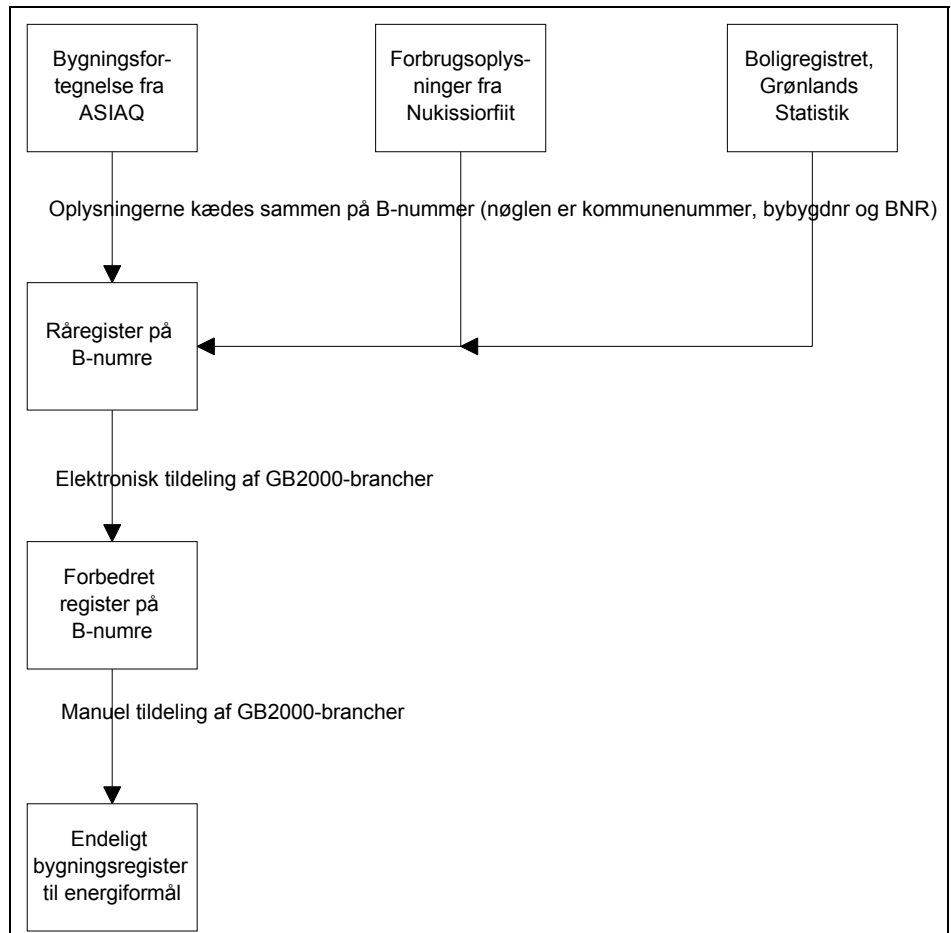 Bygningsfor-
tegnelse fra
ASIAQ
Forbrugsoplys-
ninger fra
Nukissiorfiit
Boligregistret,
Grønlands
Statistik
Oplysningerne kædes sammen på B-nummer (nøglen er kommunenummer, bybygdnr og BNR)
Råregister på
B-numre
Elektronisk tildeling af GB2000-brancher
Forbedret
register på
B-numre
Manuel tildeling af GB2000-brancher
Endeligt
bygningsregister
til energiformål